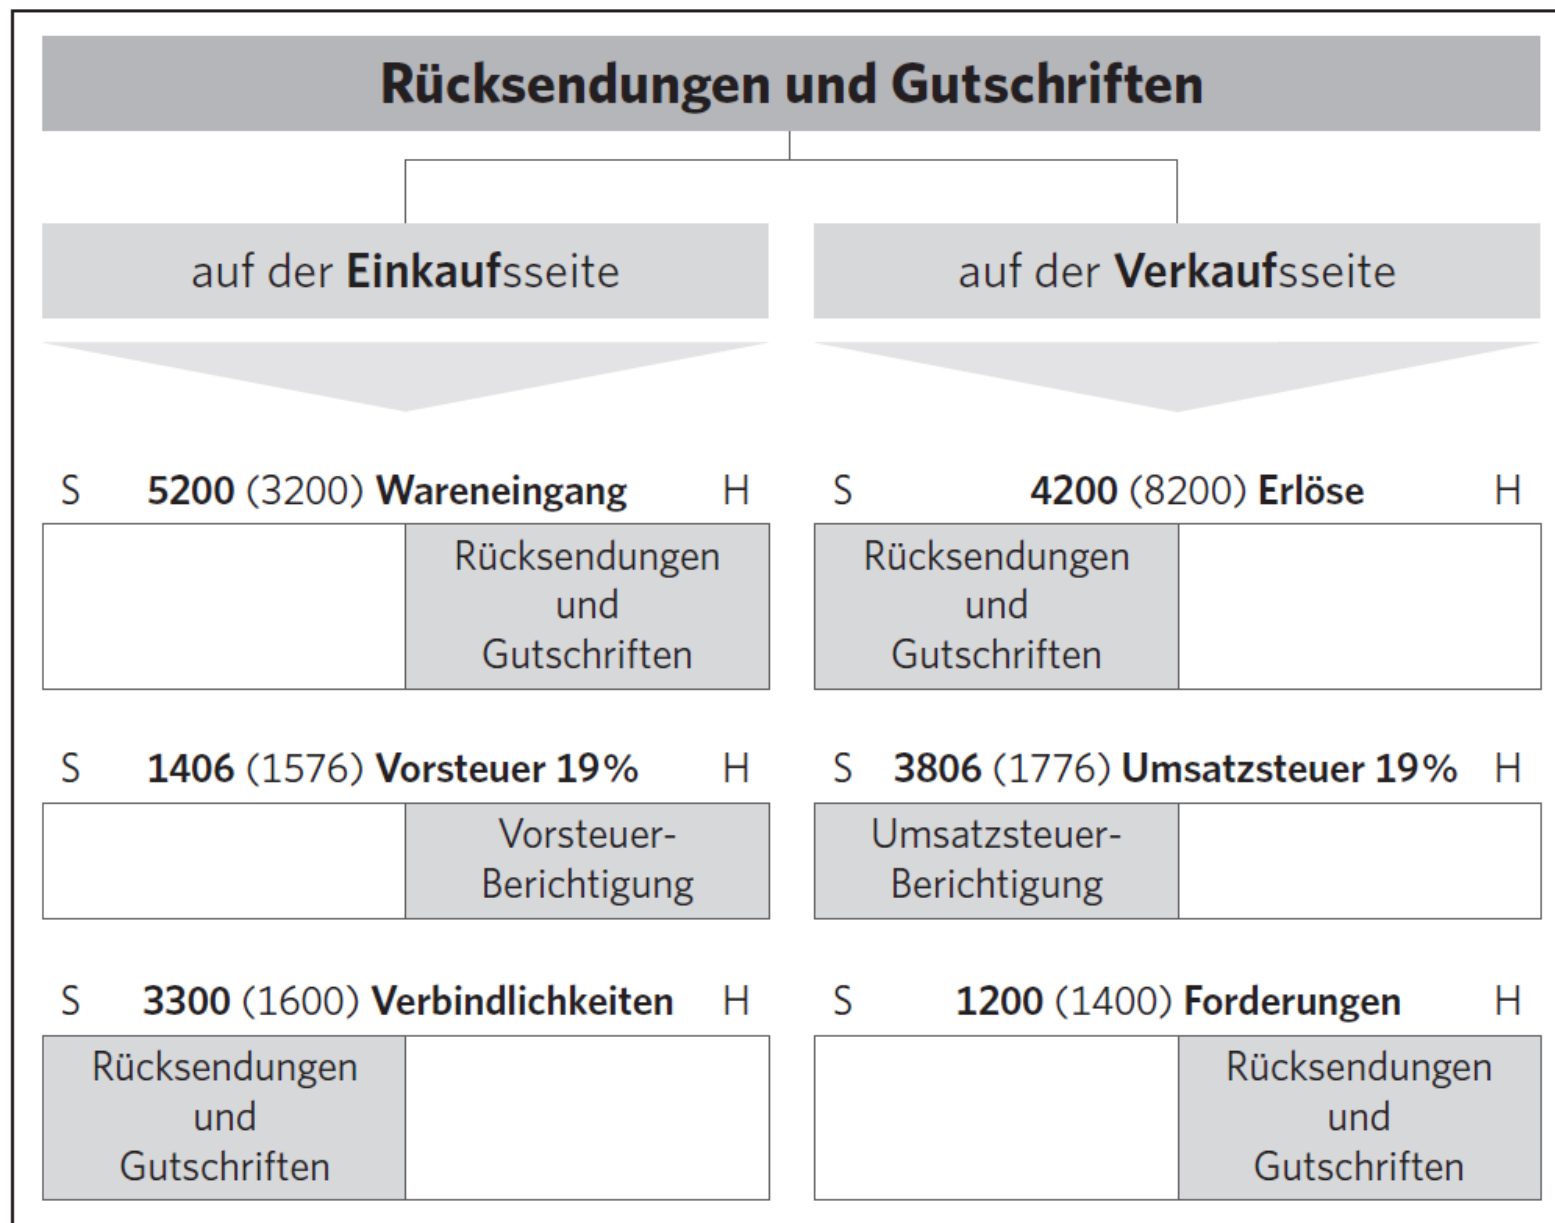 Rücksendungen und Gutschriften
auf der Einkaufsseite
auf der Verkaufsseite
S 5200 (3200) Wareneingang H
Rücksendungen
und
Gutschriften
S 1406 (1576) Vorsteuer 19% H
Vorsteuer-
Berichtigung
S 3300 (1600) Verbindlichkeiten H
Rücksendungen
und
Gutschriften
S 4200 (8200) Erlöse H
Rücksendungen
und
Gutschriften
S 3806 (1776) Umsatzsteuer 19% H
Umsatzsteuer-
Berichtigung
S 1200 (1400) Forderungen H
Rücksendungen
und
Gutschriften